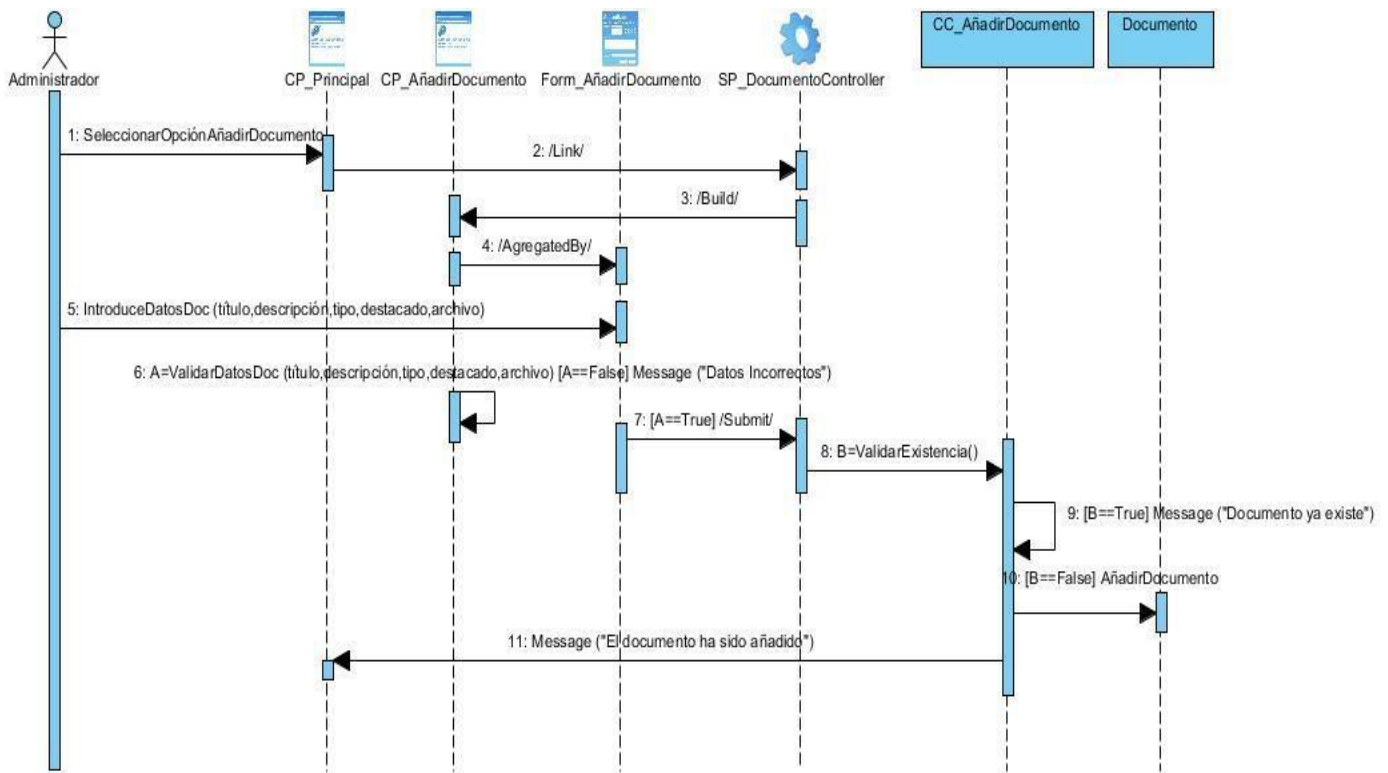 Administrador
CP_Principal
CP_AñadirDocumento
Form_AñadirDocumento
SP_DocumentoController
CC_AñadirDocumento
Documento
1: SeleccionarOpciónAñadirDocumento
2: /Link/
3: /Build/
4: /AgregatedBy/
5: IntroduceDatosDoc (título,descripción,tipo,destacado,archivo)
6: A=ValidarDatosDoc (título,descripción,tipo,destacado,archivo) [A==False] Message ("Datos Incorrectos")
7: [A==True] /Submit/
8: B=ValidarExistencia()
9: [B==True] Message ("Documento ya existe")
10: [B==False] AñadirDocumento
11: Message ("El documento ha sido añadido")